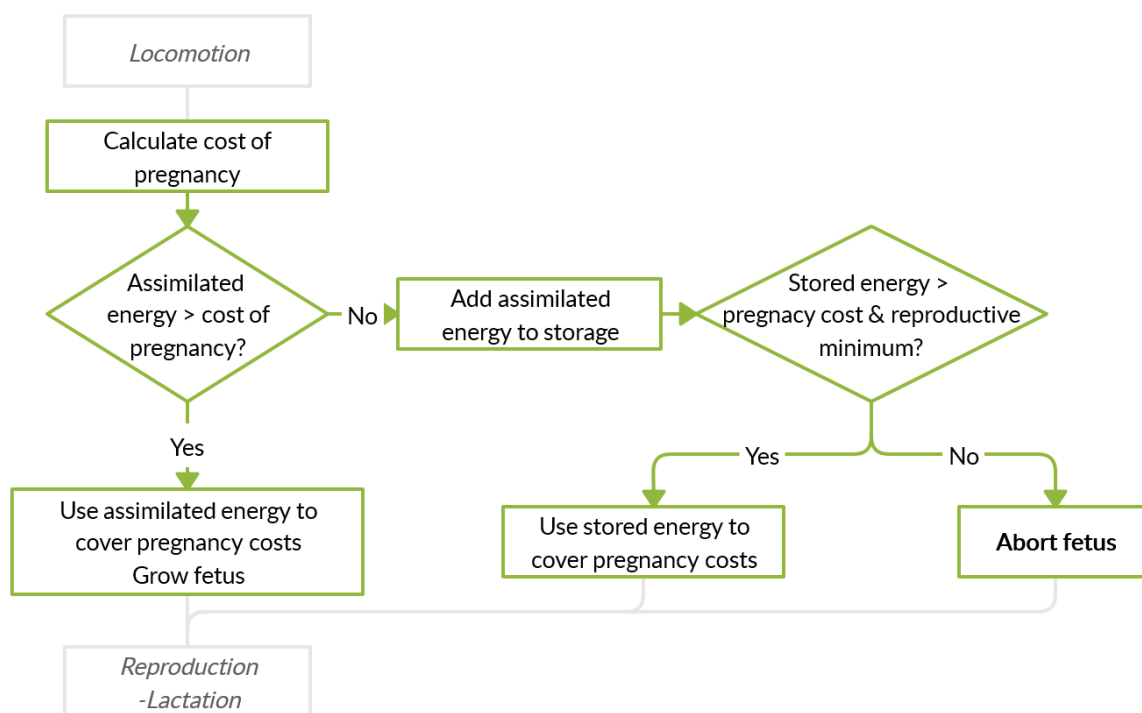 Locomotion
Calculate cost of
pregnancy
Assimilated
energy > cost of
pregnancy?
No
Add assimilated
energy to storage
Stored energy >
pregnacy cost & reproductive
minimum?
Yes
Yes
No
Use assimilated energy to
cover pregnancy costs
Grow fetus
Use stored energy to
cover pregnancy costs
Abort fetus
Reproduction
-Lactation